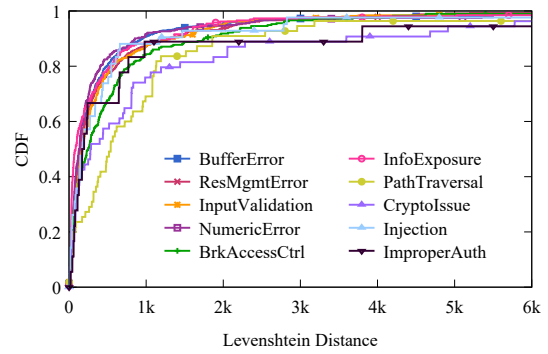 1
0.8
0.6
0.4
0.2
0
CDF
BufferError
ResMgmtError
InputValidation
NumericError
BrkAccessCtrl
InfoExposure
PathTraversal
CryptoIssue
Injection
ImproperAuth
0 1k 2k 3k 4k 5k 6k
Levenshtein Distance